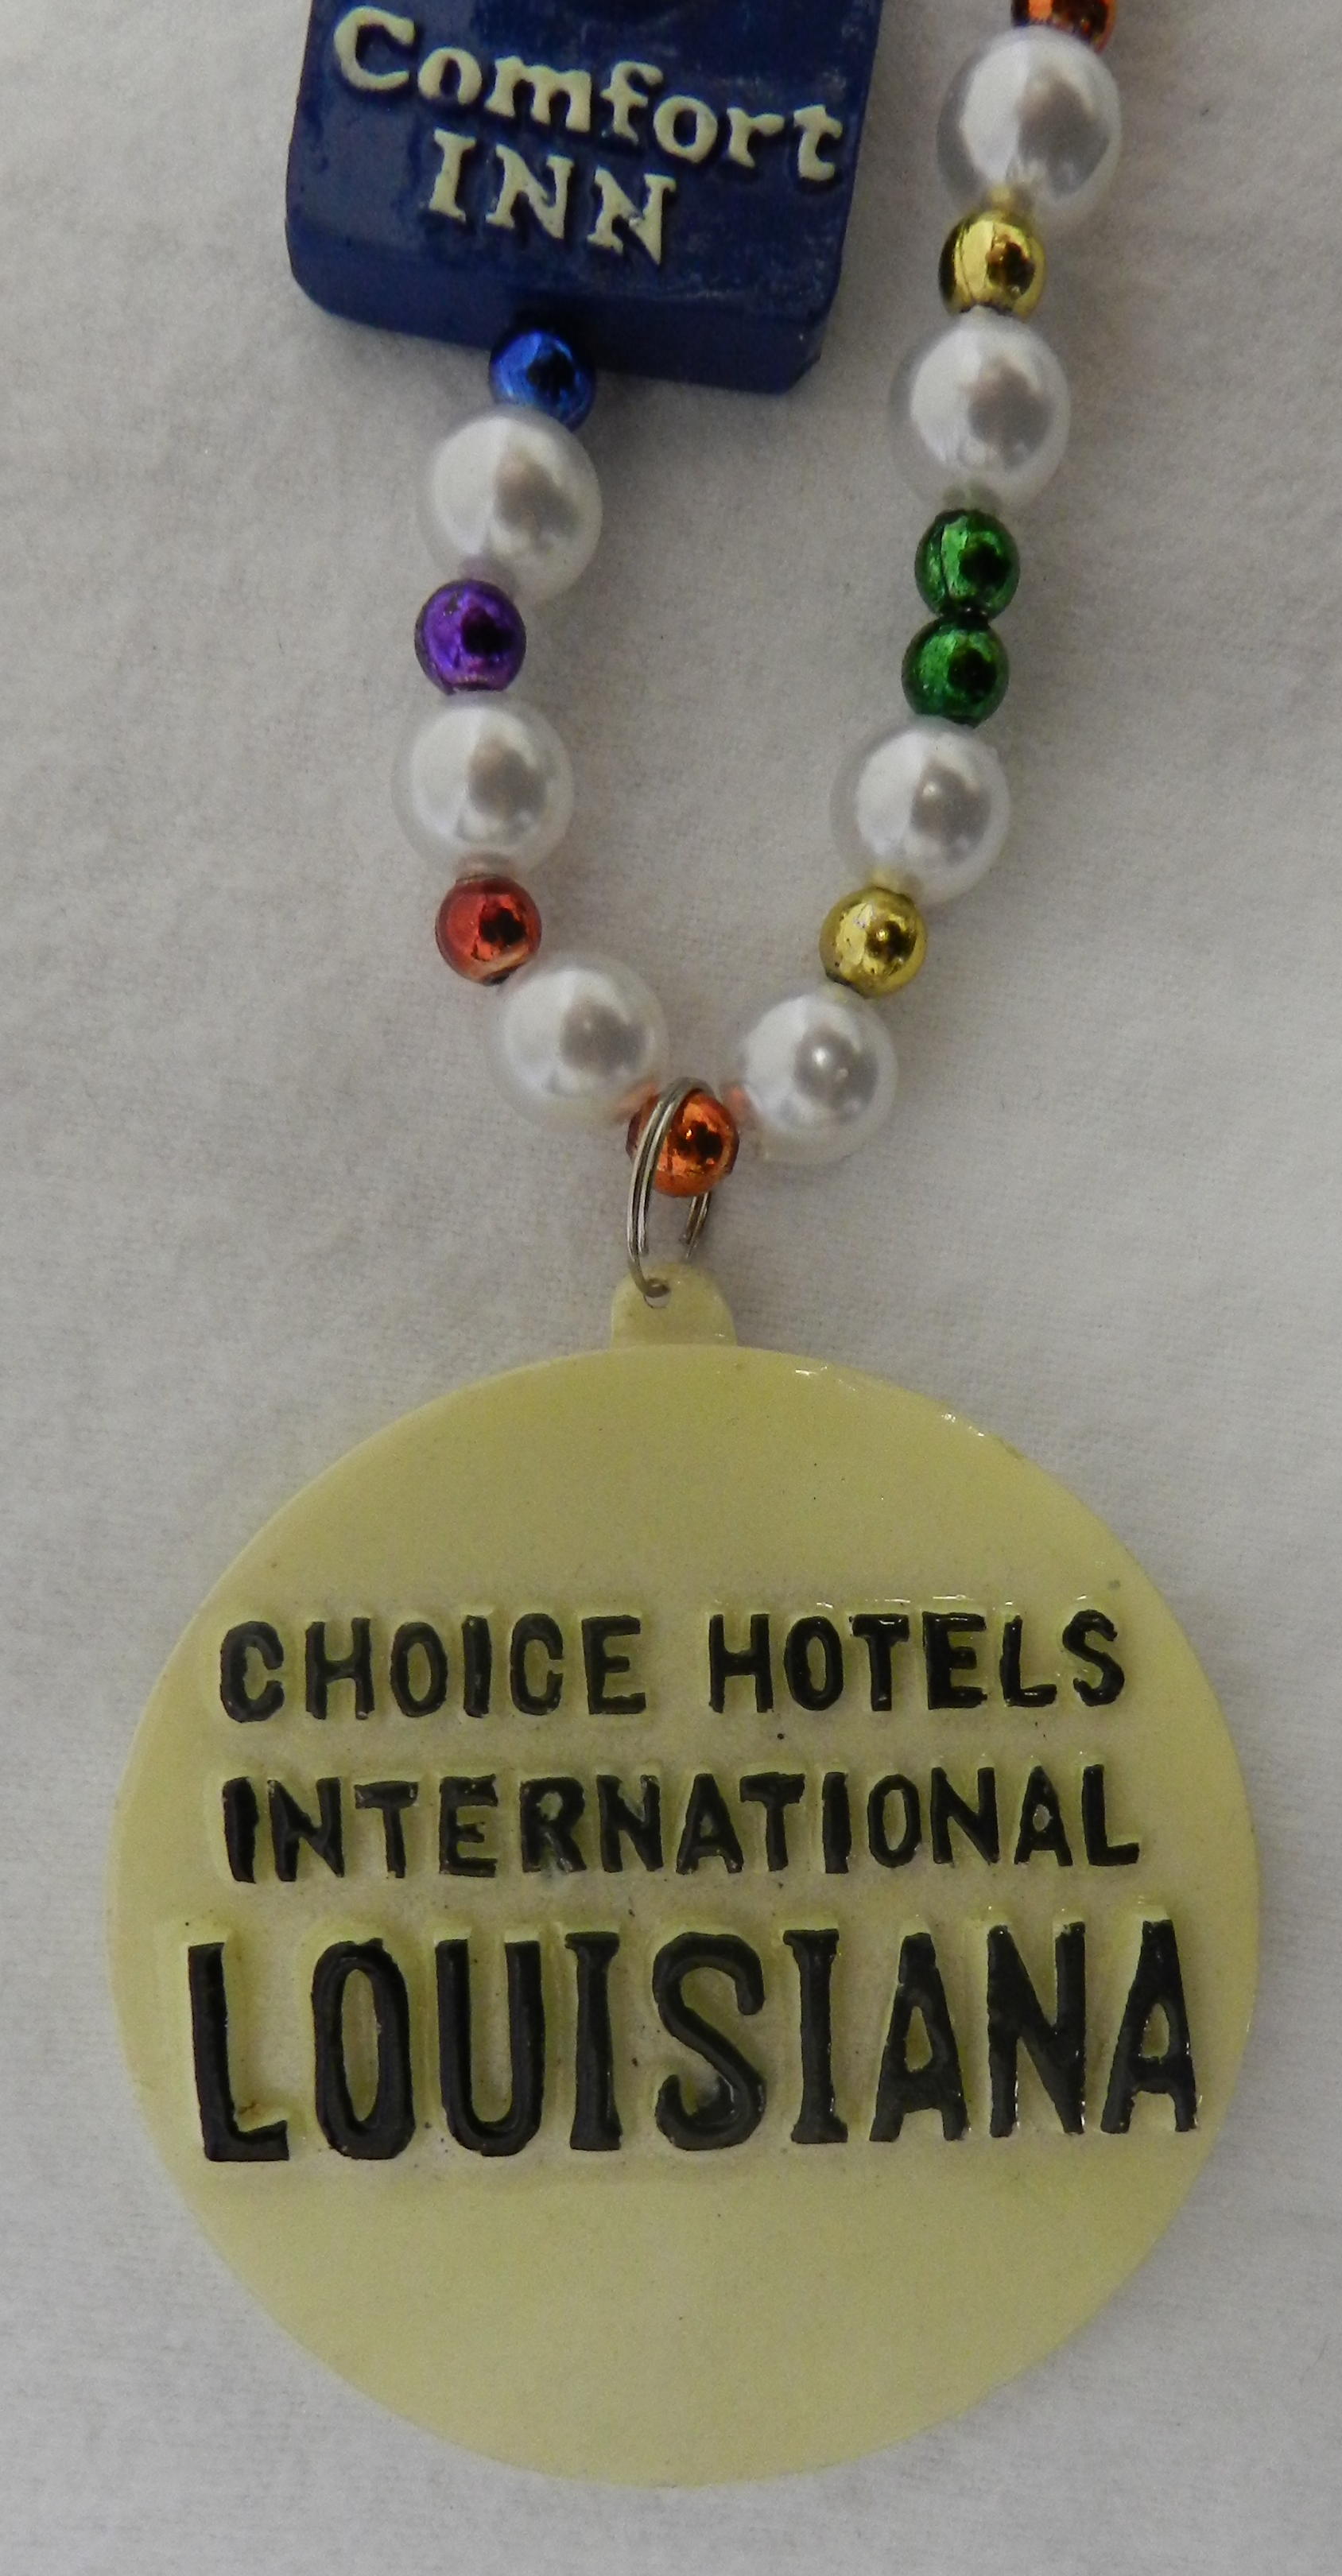 Comfort
INN
CHOICE HOTELS
INTERNATIONAL
LOUISIANA